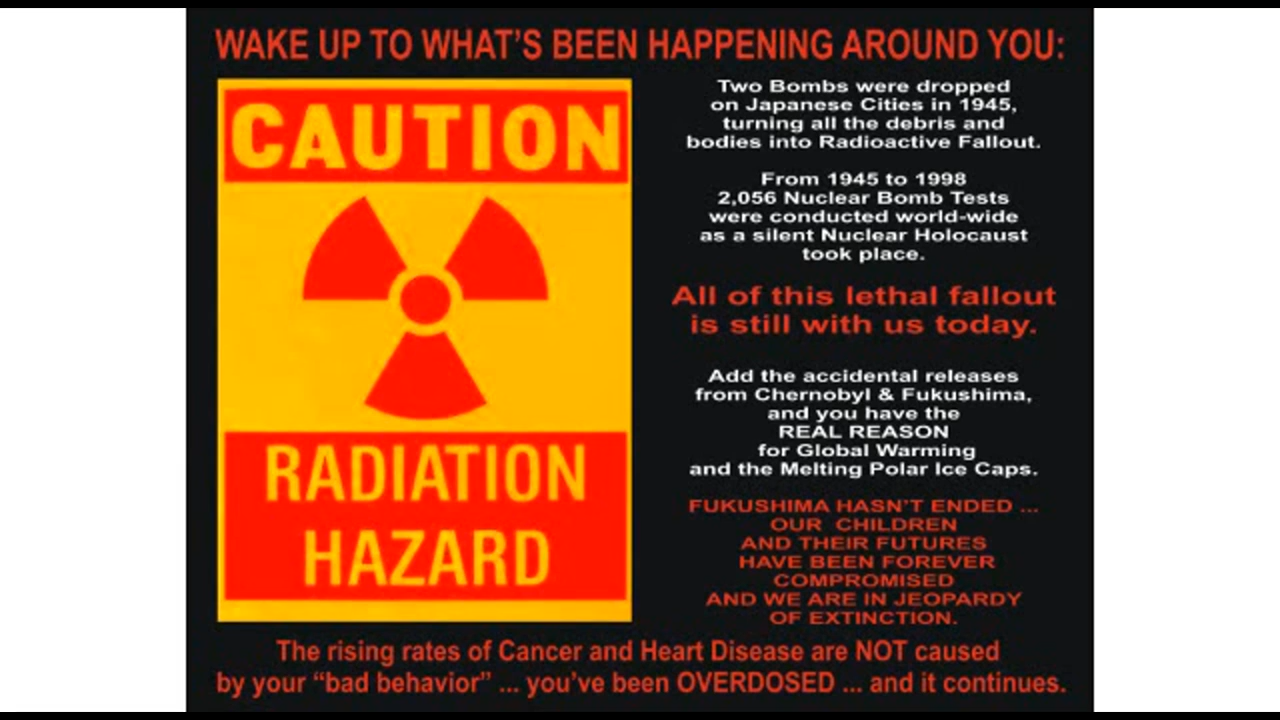 WAKE UP TO WHAT'S BEEN HAPPENING AROUND YOU:
CAUTION
RADIATION
HAZARD
Two Bombs were dropped
on Japanese Cities in 1945,
turning all the debris and
bodies into Radioactive Fallout.
From 1945 to 1998
2,056 Nuclear Bomb Tests
were conducted world-wide
as a silent Nuclear Holocaust
took place.
All of this lethal fallout
is still with us today.
Add the accidental releases
from Chernobyl & Fukushima,
and you have the
REAL REASON
for Global Warming
and the Melting Polar Ice Caps.
FUKUSHIMA HASN'T ENDED ...
OUR CHILDREN
AND THEIR FUTURES
HAVE BEEN FOREVER
COMPROMISED
AND WE ARE IN JEOPARDY
OF EXTINCTION.
The rising rates of Cancer and Heart Disease are NOT caused
by your “bad behavior” ... you've been OVERDOSED ... and it continues.